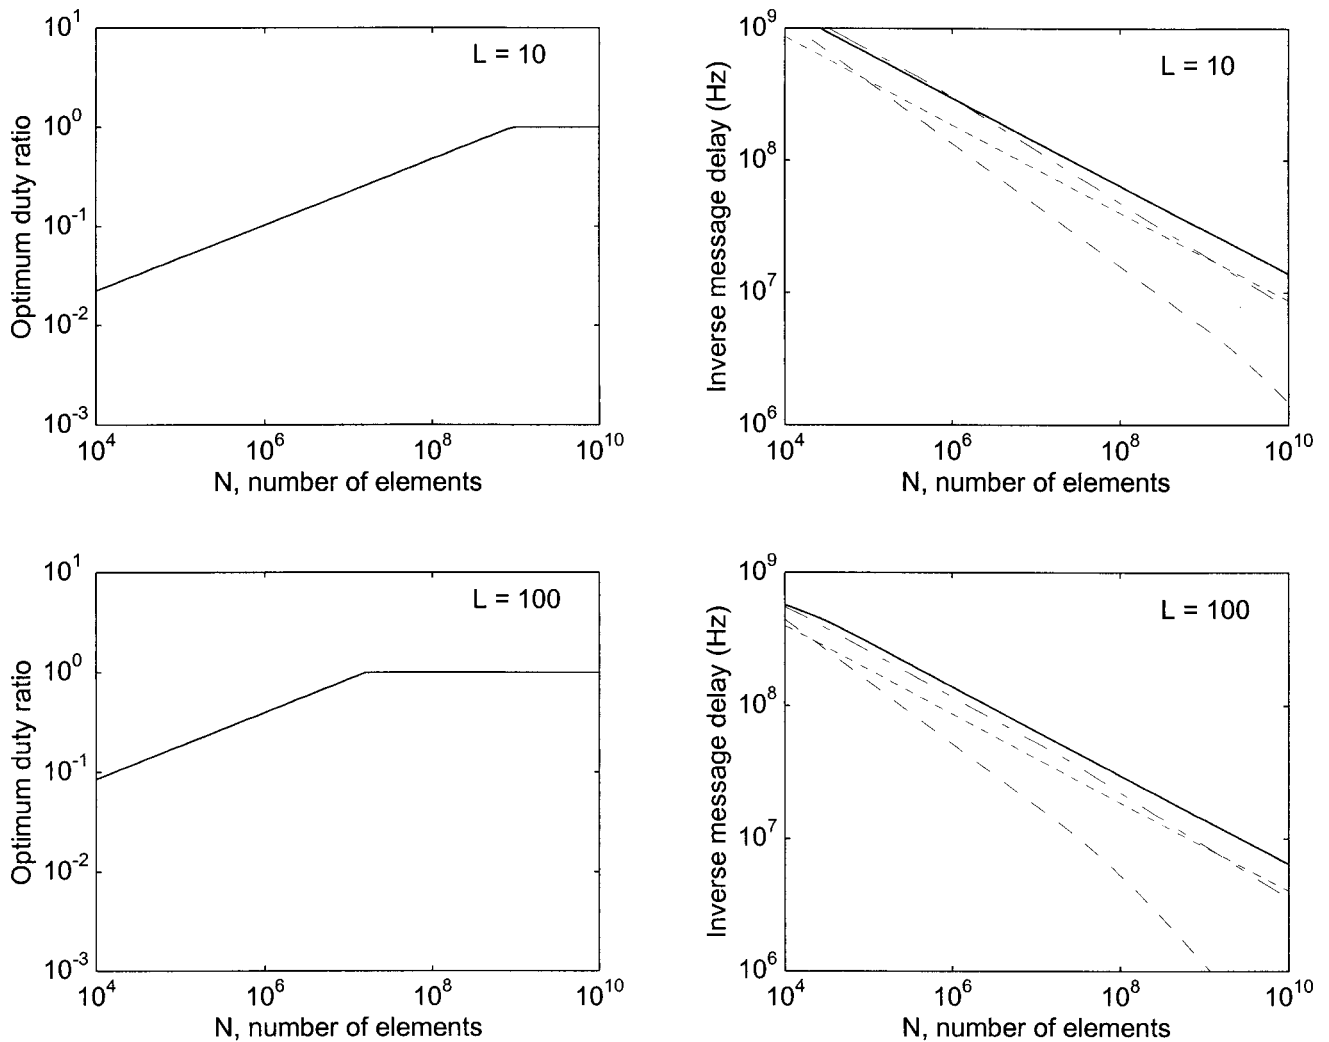 L = 10
Optimum duty ratio
10^1
10^0
10^-1
10^-2
10^-3
10^4
10^6
10^8
10^10
N, number of elements
L = 10
Inverse message delay (Hz)
10^9
10^8
10^7
10^6
10^4
10^6
10^8
10^10
N, number of elements
L = 100
Optimum duty ratio
10^1
10^0
10^-1
10^-2
10^-3
10^4
10^6
10^8
10^10
N, number of elements
L = 100
Inverse message delay (Hz)
10^9
10^8
10^7
10^6
10^4
10^6
10^8
10^10
N, number of elements